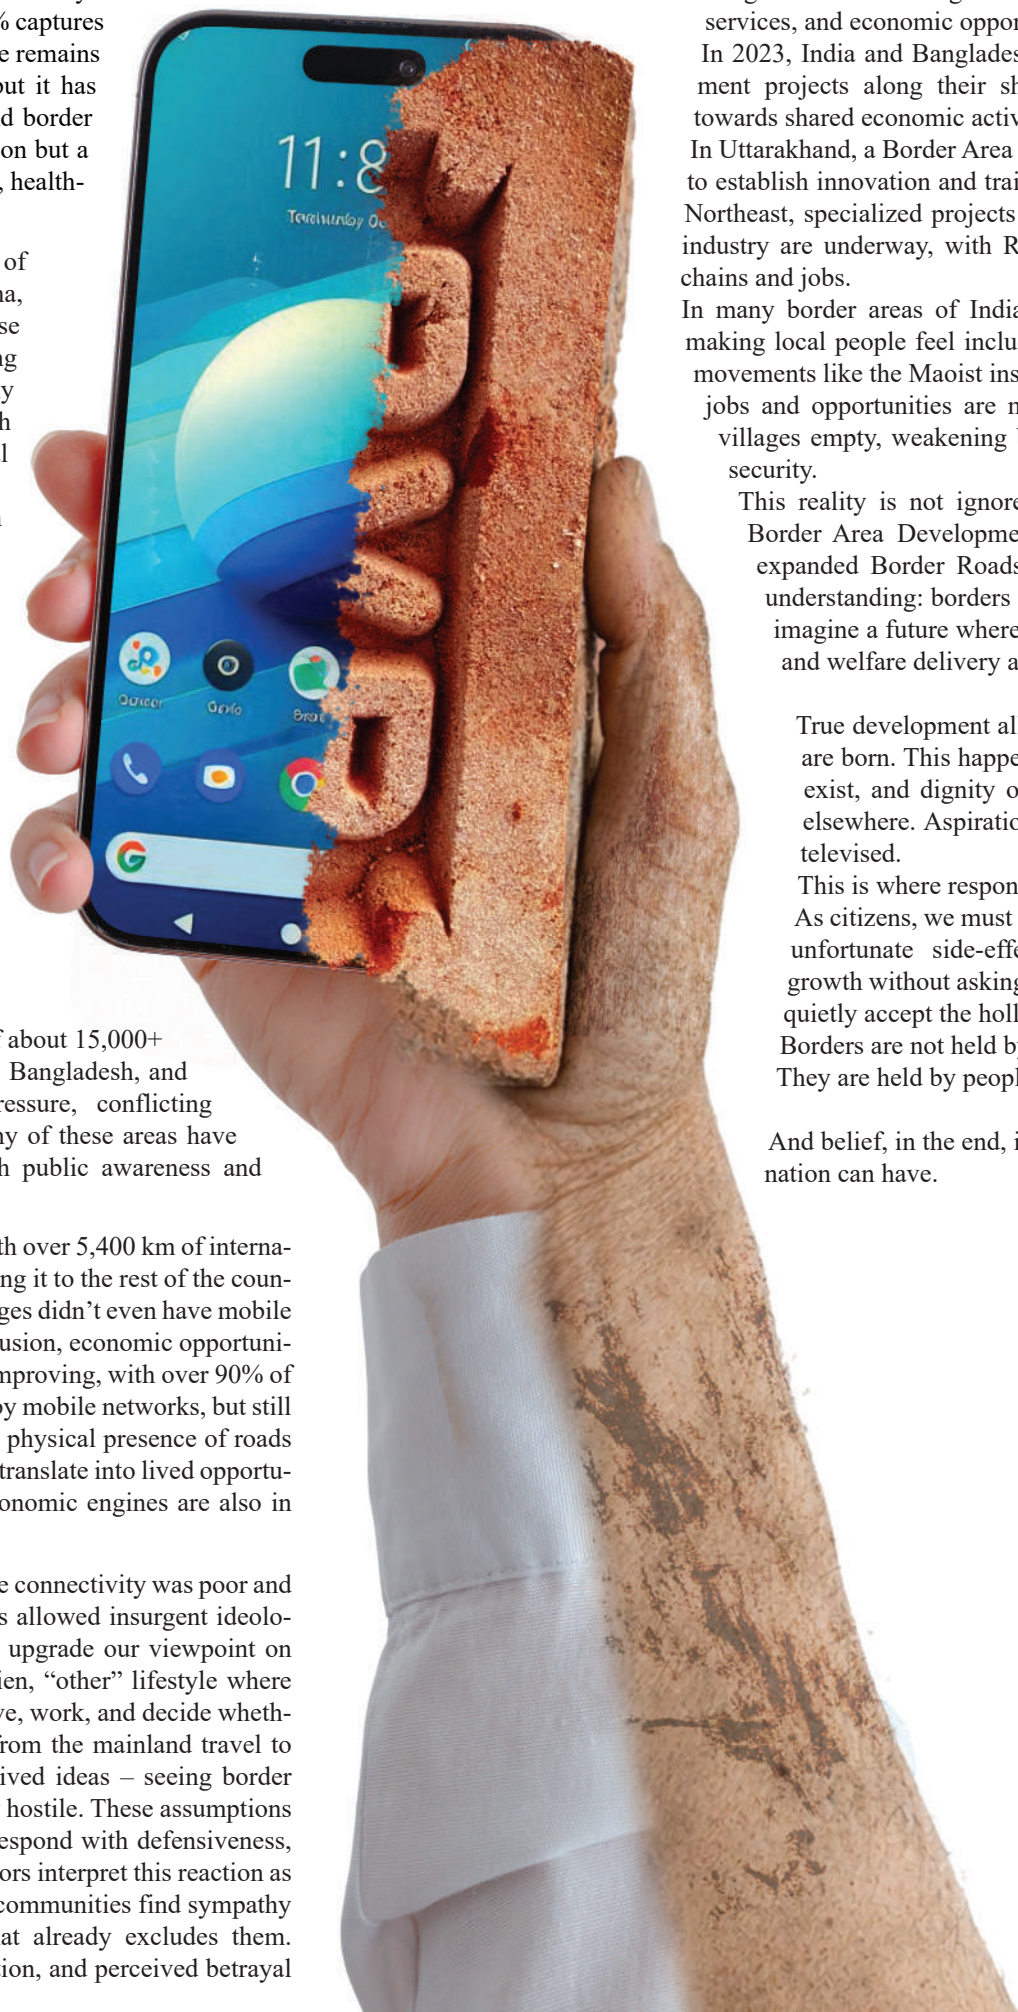 % captures
e remains
out it has
d border
on but a
, health-
of
na,
se
ng
y
h
l
f about 15,000+
Bangladesh, and
ressure, conflicting
ny of these areas have
h public awareness and
th over 5,400 km of interna-
ing it to the rest of the coun-
ges didn’t even have mobile
usion, economic opportuni-
mproving, with over 90% of
by mobile networks, but still
physical presence of roads
translate into lived opportu-
onomic engines are also in
e connectivity was poor and
s allowed insurgent ideolo-
upgrade our viewpoint on
ien, “other” lifestyle where
ve, work, and decide wheth-
from the mainland travel to
ived ideas – seeing border
hostile. These assumptions
espond with defensiveness,
ors interpret this reaction as
communities find sympathy
hat already excludes them.
tion, and perceived betrayal
11:8
services, and economic oppor
In 2023, India and Banglades
ment projects along their sh
towards shared economic activ
In Uttarakhand, a Border Area
to establish innovation and trai
Northeast, specialized projects
industry are underway, with R
chains and jobs.
In many border areas of India
making local people feel inclu
movements like the Maoist ins
jobs and opportunities are n
villages empty, weakening
security.
This reality is not ignore
Border Area Developme
expanded Border Roads
understanding: borders
imagine a future where
and welfare delivery a
True development all
are born. This happe
exist, and dignity o
elsewhere. Aspiratio
televised.
This is where respon
As citizens, we must
unfortunate side-effe
growth without asking
quietly accept the holl
Borders are not held by
They are held by peopl
And belief, in the end, i
nation can have.